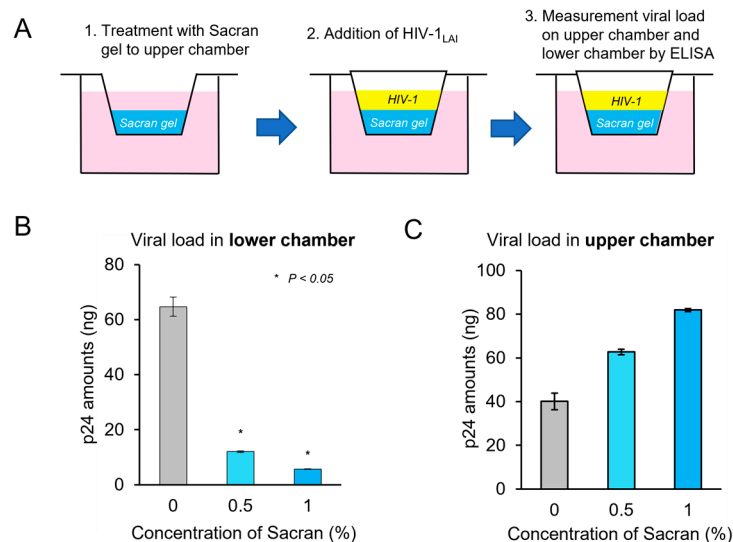 A
1. Treatment with Sacran
gel to upper chamber
2. Addition of HIV-1LAI
3. Measurement viral load
on upper chamber and
lower chamber by ELISA
Sacran gel
HIV-1
Sacran gel
HIV-1
Sacran gel
B
Viral load in lower chamber
* P < 0.05
p24 amounts (ng)
80
60
40
20
0
*
*
0 0.5 1
Concentration of Sacran (%)
C
Viral load in upper chamber
p24 amounts (ng)
100
80
60
40
20
0
0 0.5 1
Concentration of Sacran (%)